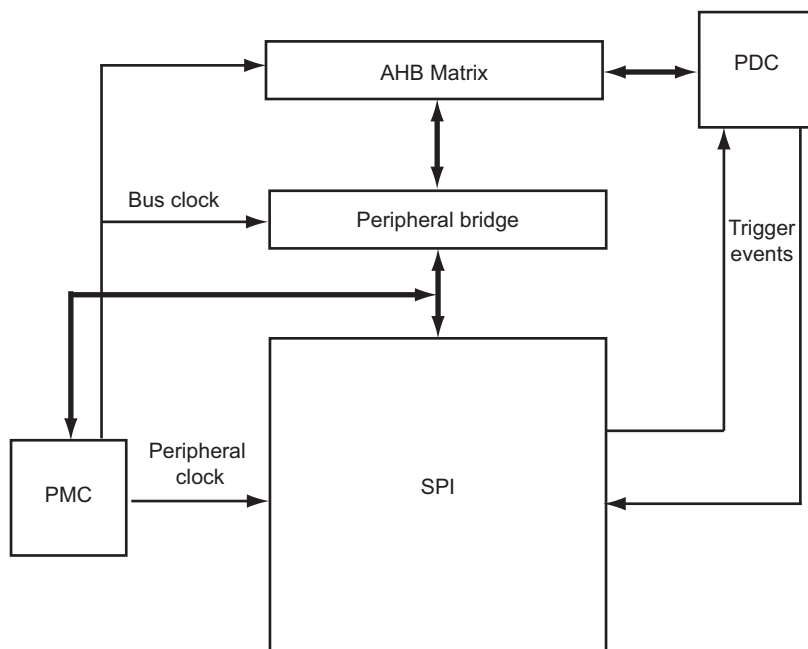 AHB Matrix
PDC
Bus clock
Peripheral bridge
Trigger
events
Peripheral
clock
PMC
SPI